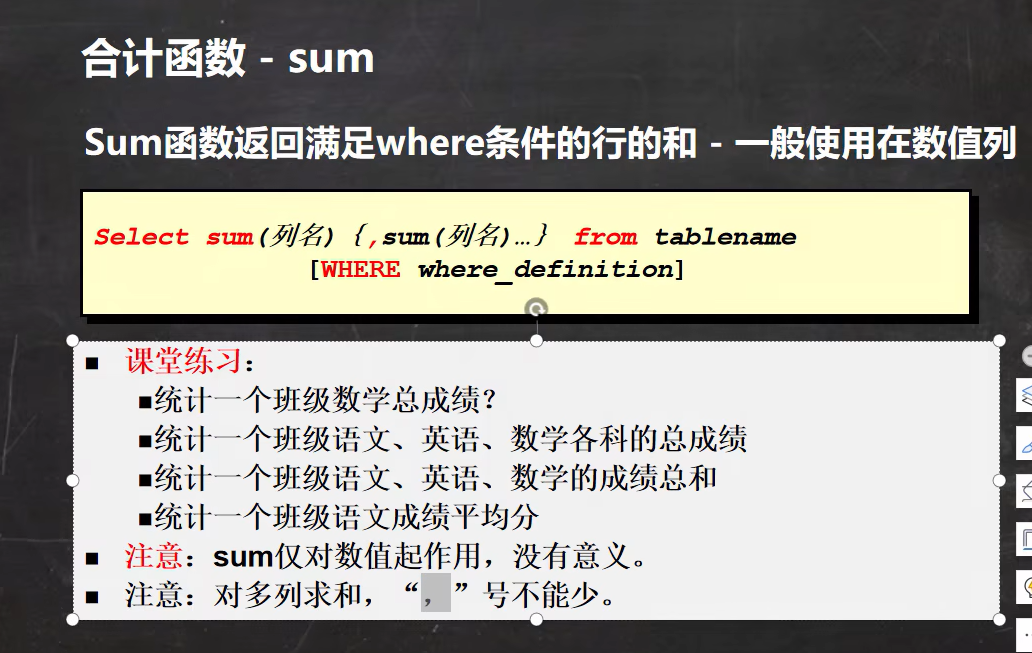 合计函数 - sum
Sum函数返回满足where条件的行的和 - 一般使用在数值列
Select sum(列名)｛,sum(列名)…｝ from tablename
[WHERE where_definition]
■ 课堂练习：
■统计一个班级数学总成绩？
■统计一个班级语文、英语、数学各科的总成绩
■统计一个班级语文、英语、数学的成绩总和
■统计一个班级语文成绩平均分
■ 注意：sum仅对数值起作用，没有意义。
■ 注意：对多列求和，“，”号不能少。